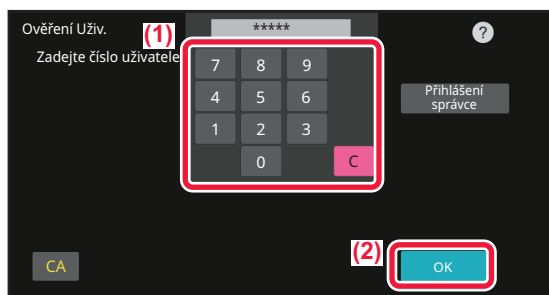 Ověření Uživ.
(1)
*****
?
Zadejte číslo uživatele
7 8 9
4 5 6
1 2 3
0 C
Přihlášení
správce
(2)
CA
OK